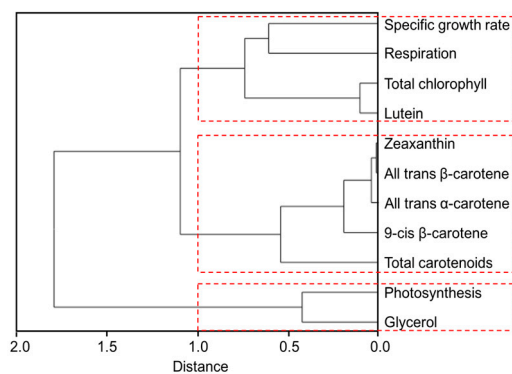 Specific growth rate
Respiration
Total chlorophyll
Lutein
Zeaxanthin
All trans β-carotene
All trans α-carotene
9-cis β-carotene
Total carotenoids
Photosynthesis
Glycerol
2.0 1.5 1.0 0.5 0.0
Distance